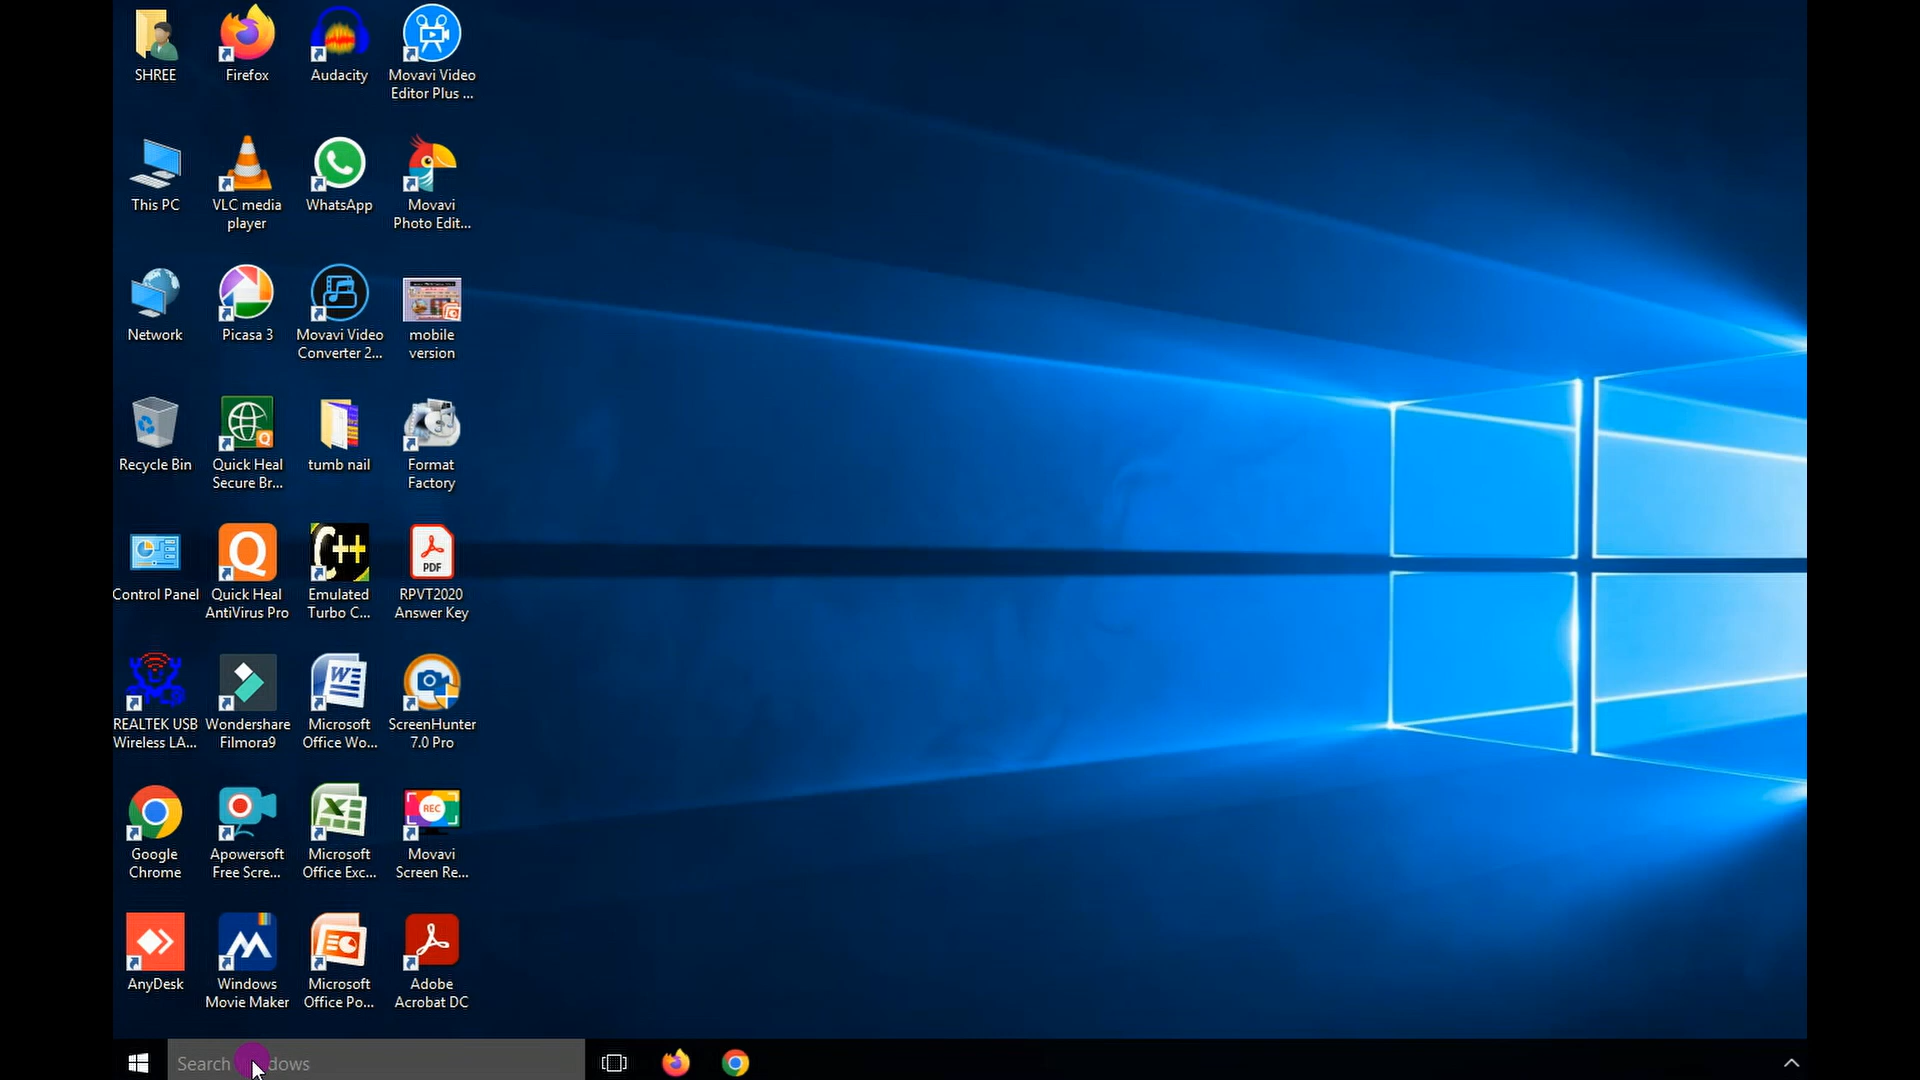 SHREE
Firefox
Audacity
Movavi Video
Editor Plus ...
This PC
VLC media
player
WhatsApp
Movavi
Photo Edit...
Network
Picasa 3
Movavi Video
Converter 2...
mobile
version
Recycle Bin
Quick Heal
Secure Br...
tumb nail
Format
Factory
Control Panel
Quick Heal
AntiVirus Pro
C++
Emulated
Turbo C...
PDF
RPVT2020
Answer Key
REALTEK USB
Wireless LA...
Wondershare
Filmora9
Microsoft
Office Wo...
ScreenHunter
7.0 Pro
Google
Chrome
Apowersoft
Free Scre...
Microsoft
Office Exc...
REC
Movavi
Screen Re...
AnyDesk
Windows
Movie Maker
Microsoft
Office Po...
Adobe
Acrobat DC
Search Windows